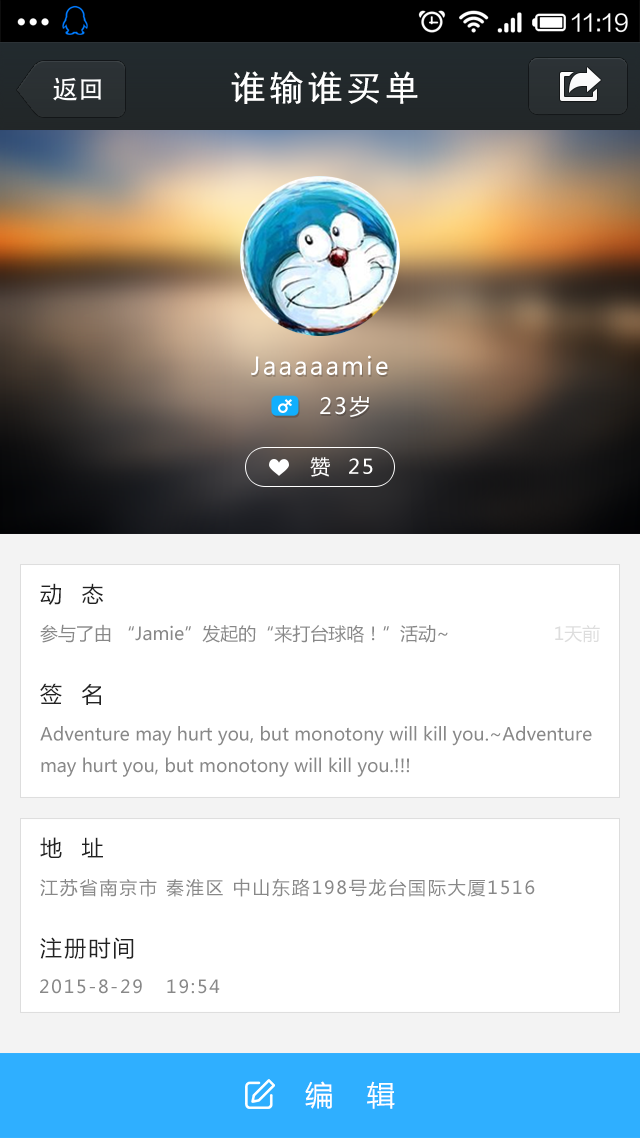 11:19
返回
谁输谁买单
Jaaaaamie
23岁
赞 25
动 态
参与了由 “Jamie”发起的“来打台球咯！”活动~ 1天前
签 名
Adventure may hurt you, but monotony will kill you.~Adventure
may hurt you, but monotony will kill you.!!!
地 址
江苏省南京市 秦淮区 中山东路198号龙台国际大厦1516
注册时间
2015-8-29 19:54
编 辑